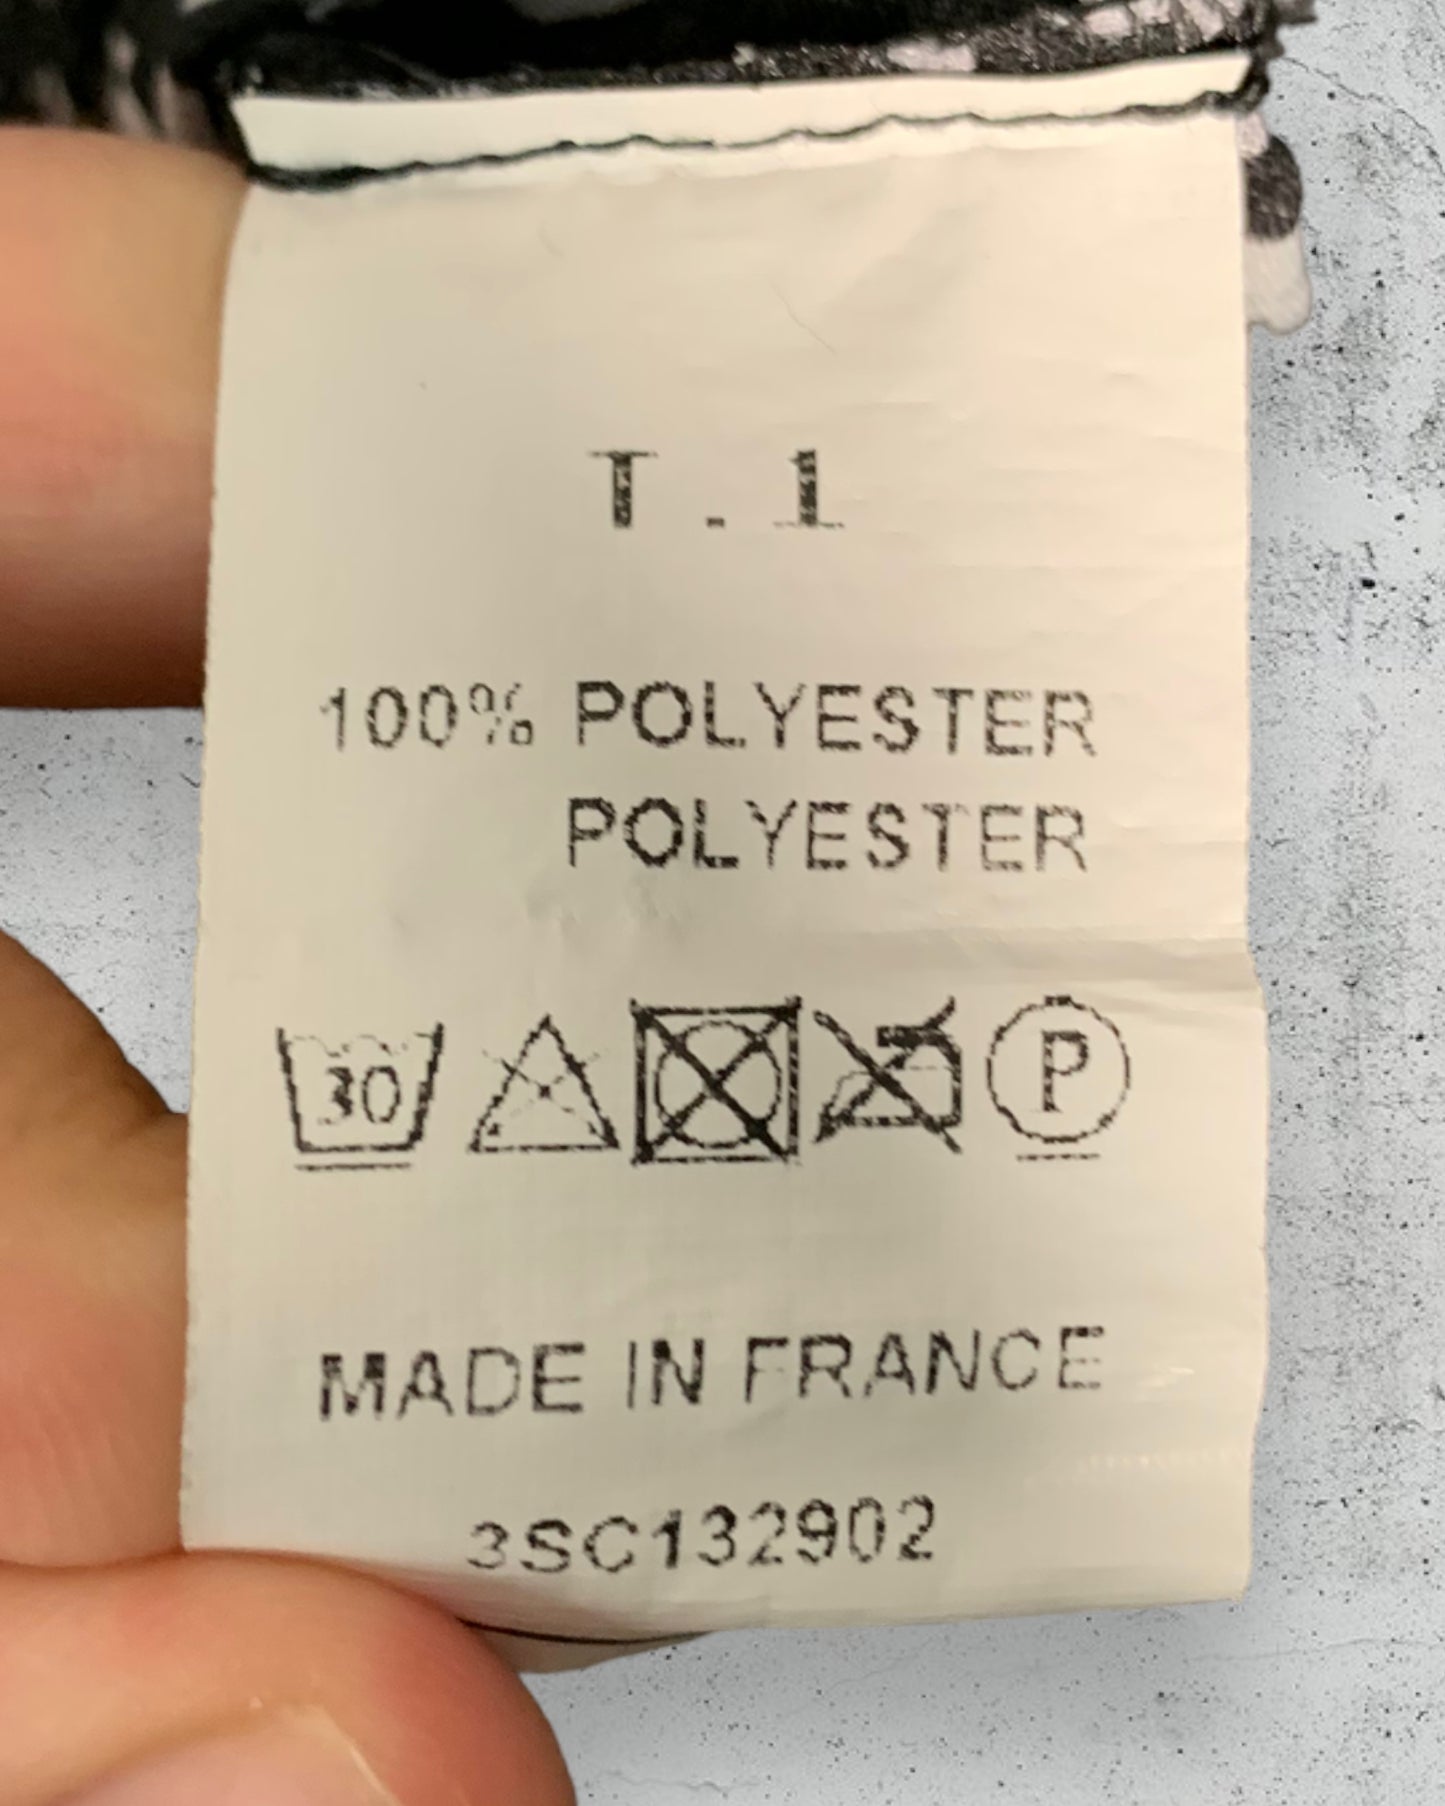 T.1
100% POLYESTER
POLYESTER
30 P
MADE IN FRANCE
3SC132902